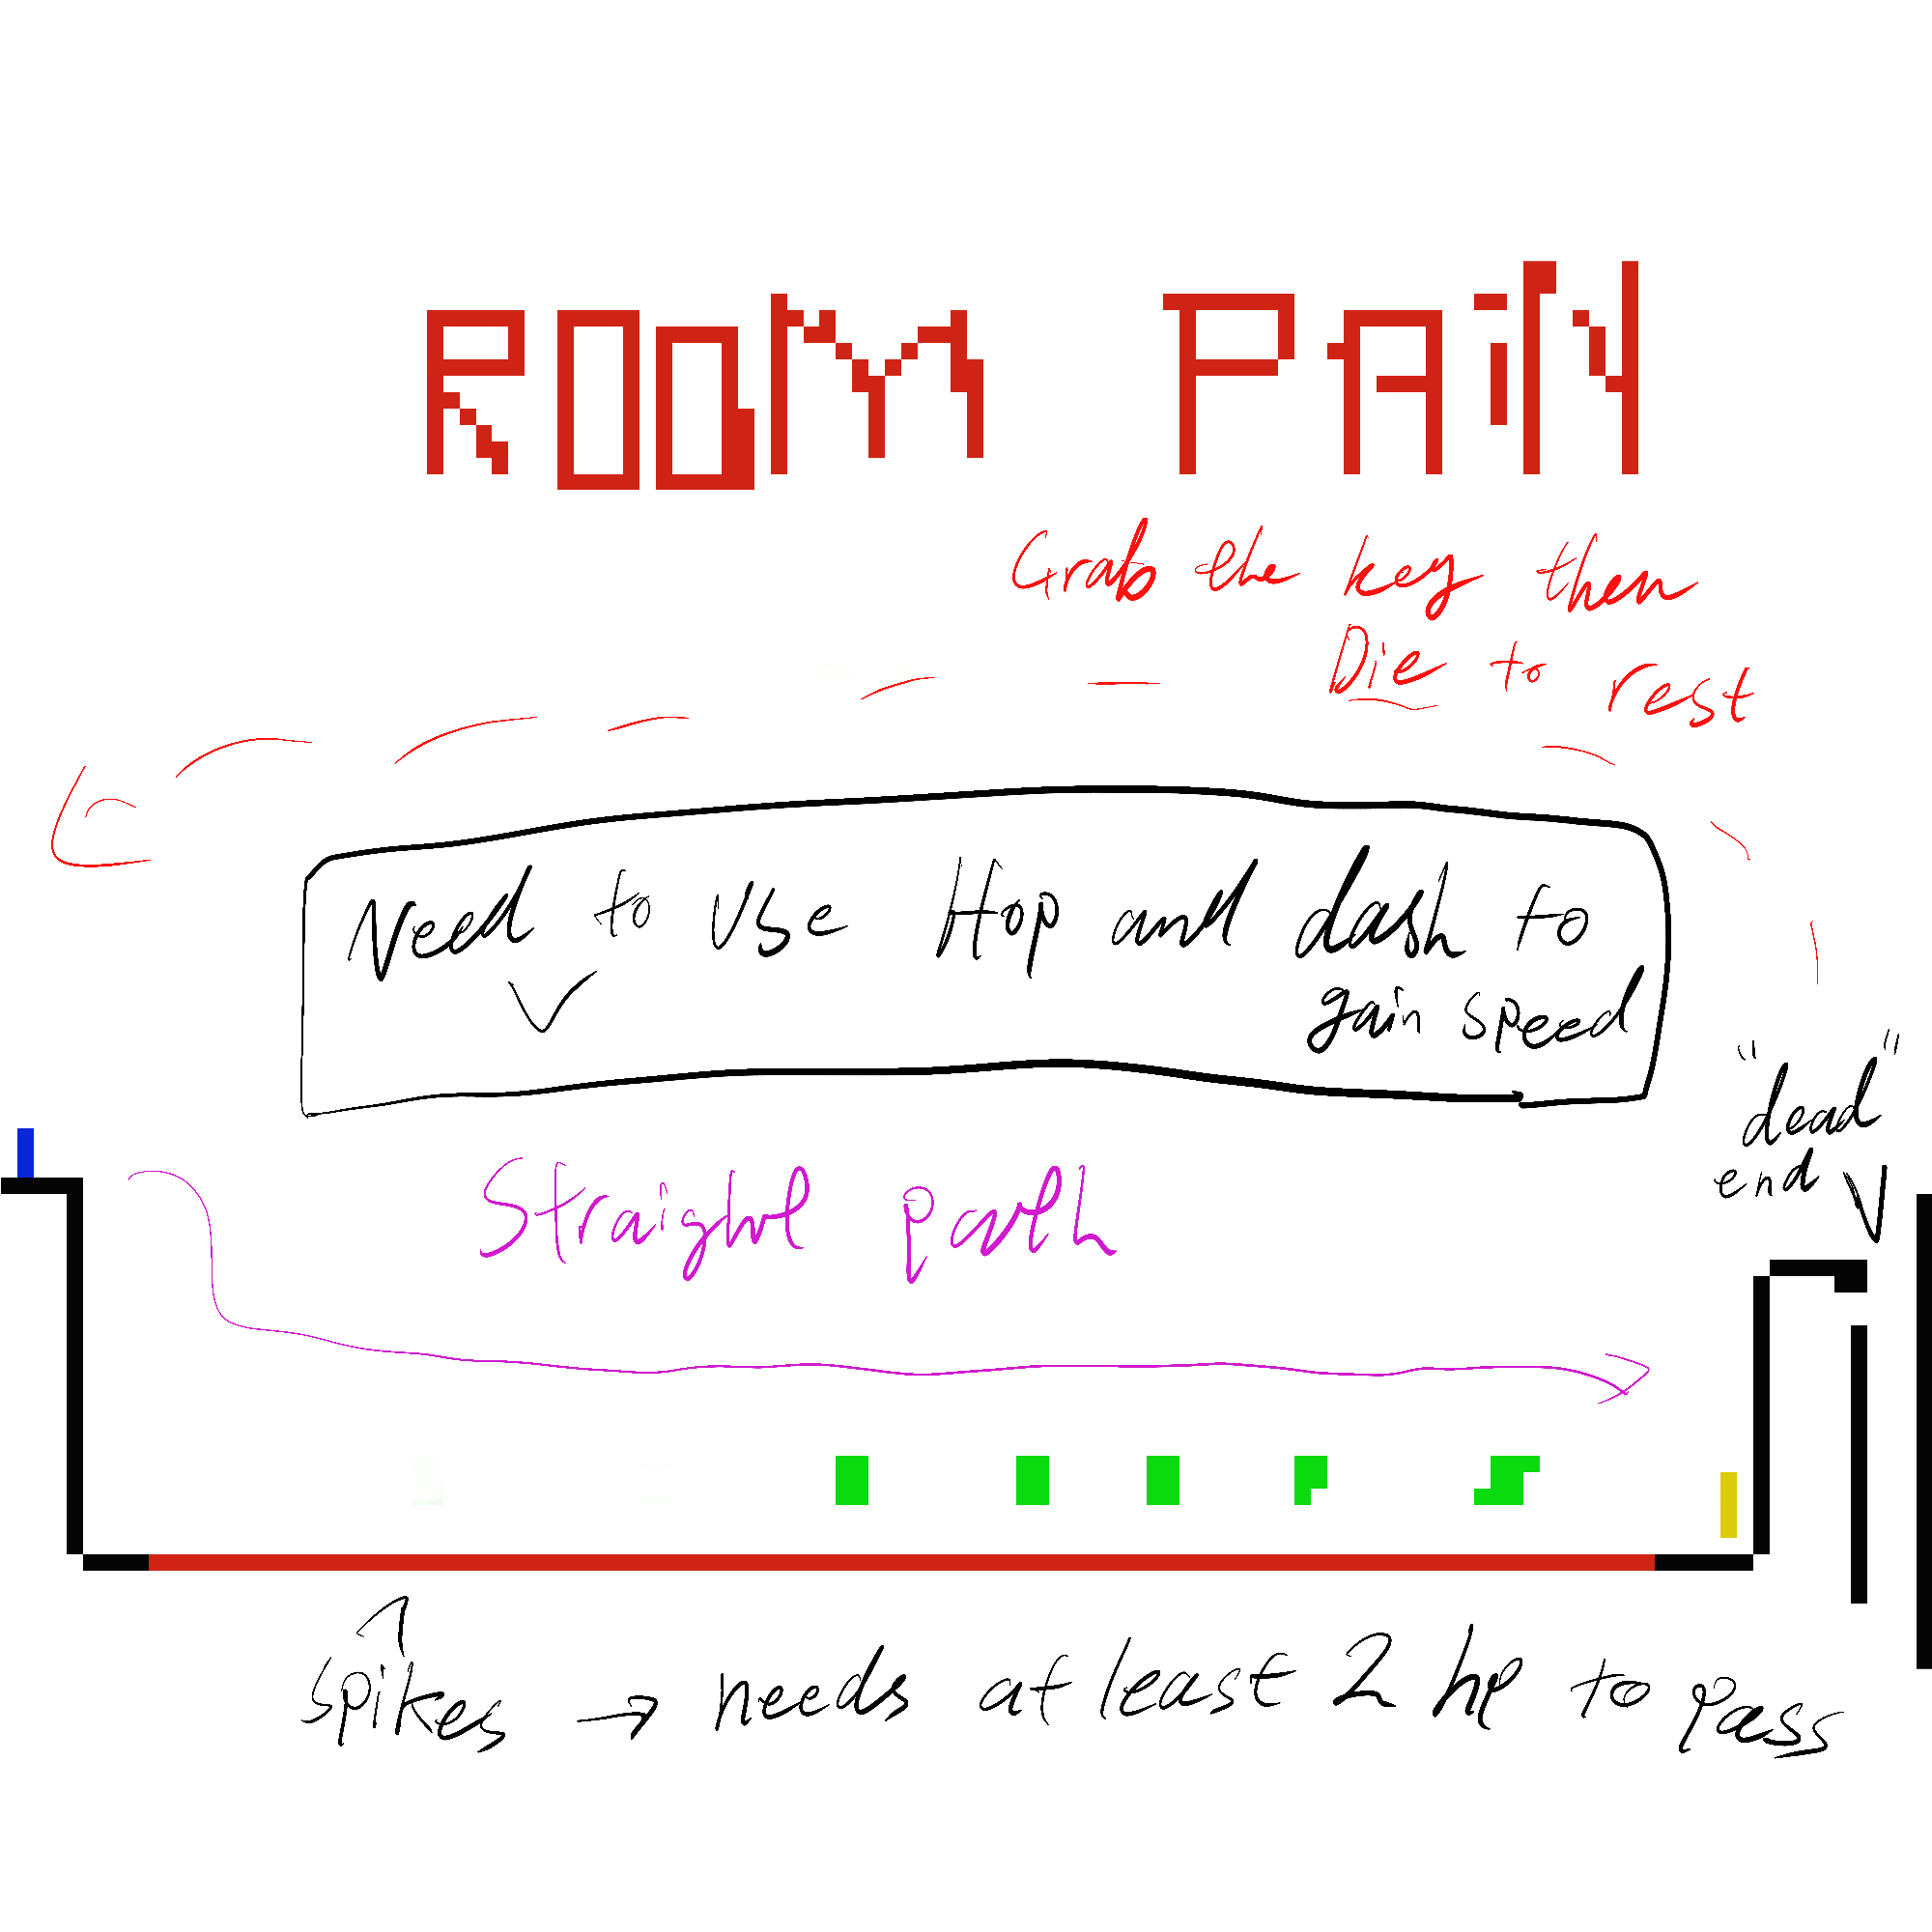 ROOM PAiN
Grab the key then
Die to rest
Need to Use Hop and dash to
gain speed
"dead"
end
Straight path
spikes → needs at least 2 hp to pass